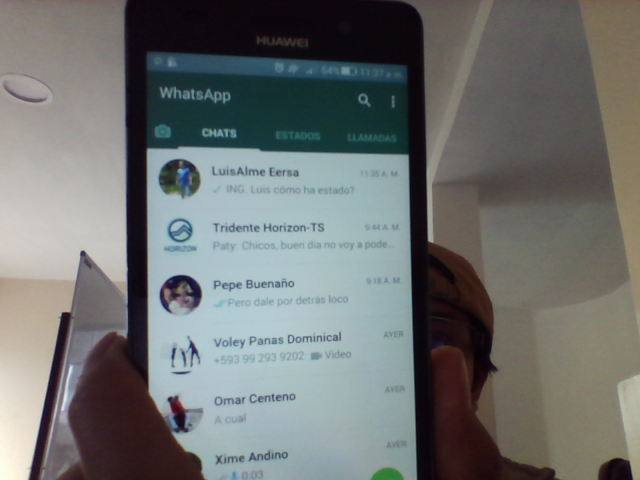 HUAWEI
54% 11:37 a. m.
WhatsApp
CHATS ESTADOS LLAMADAS
LuisAlme Eersa 11:35 A. M.
ING. Luis cómo ha estado?
Tridente Horizon-TS 9:44 A. M.
HORIZON
Paty: Chicos, buen dia no voy a pode...
Pepe Buenaño 9:18 A. M.
Pero dale por detrás loco
Voley Panas Dominical AYER
+593 99 293 9202: Video
Omar Centeno AYER
A cual
Xime Andino AYER
0:03